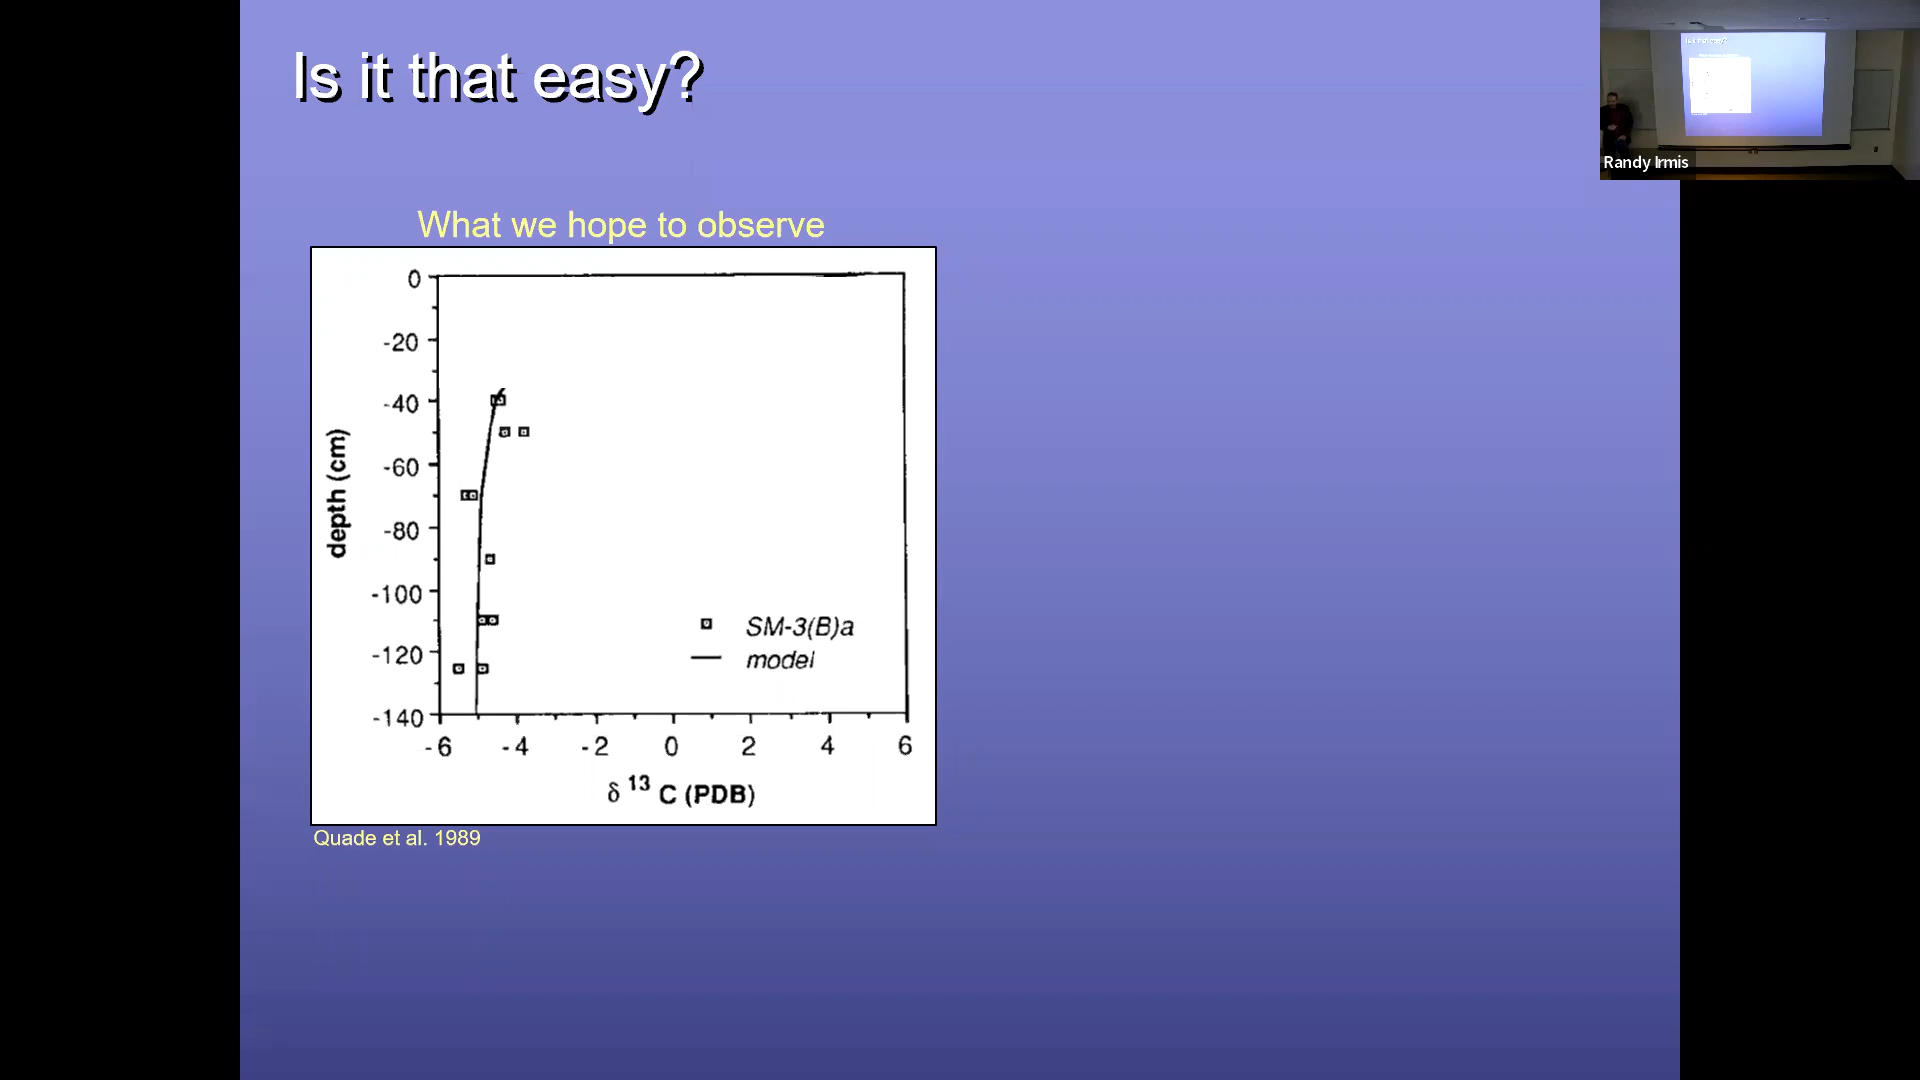 Is it that easy?
Randy Irmis
What we hope to observe
0
-20
-40
-60
-80
-100
-120
-140
depth (cm)
SM-3(B)a
model
-6 -4 -2 0 2 4 6
δ 13 C (PDB)
Quade et al. 1989